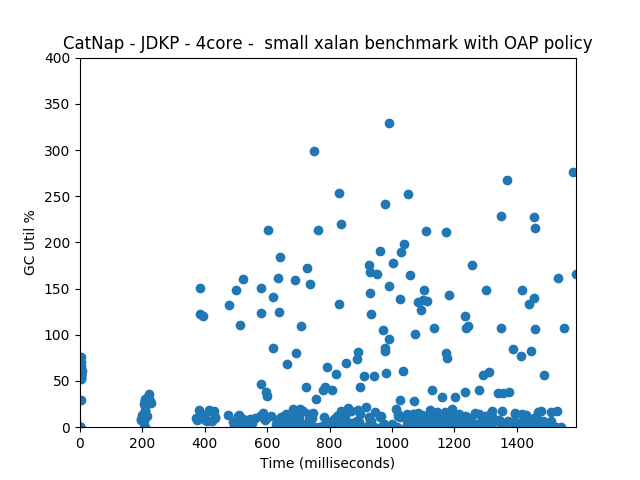 CatNap - JDKP - 4core -  small xalan benchmark with OAP policy
400
350
300
250
200
150
100
50
0
GC Util %
0 200 400 600 800 1000 1200 1400
Time (milliseconds)